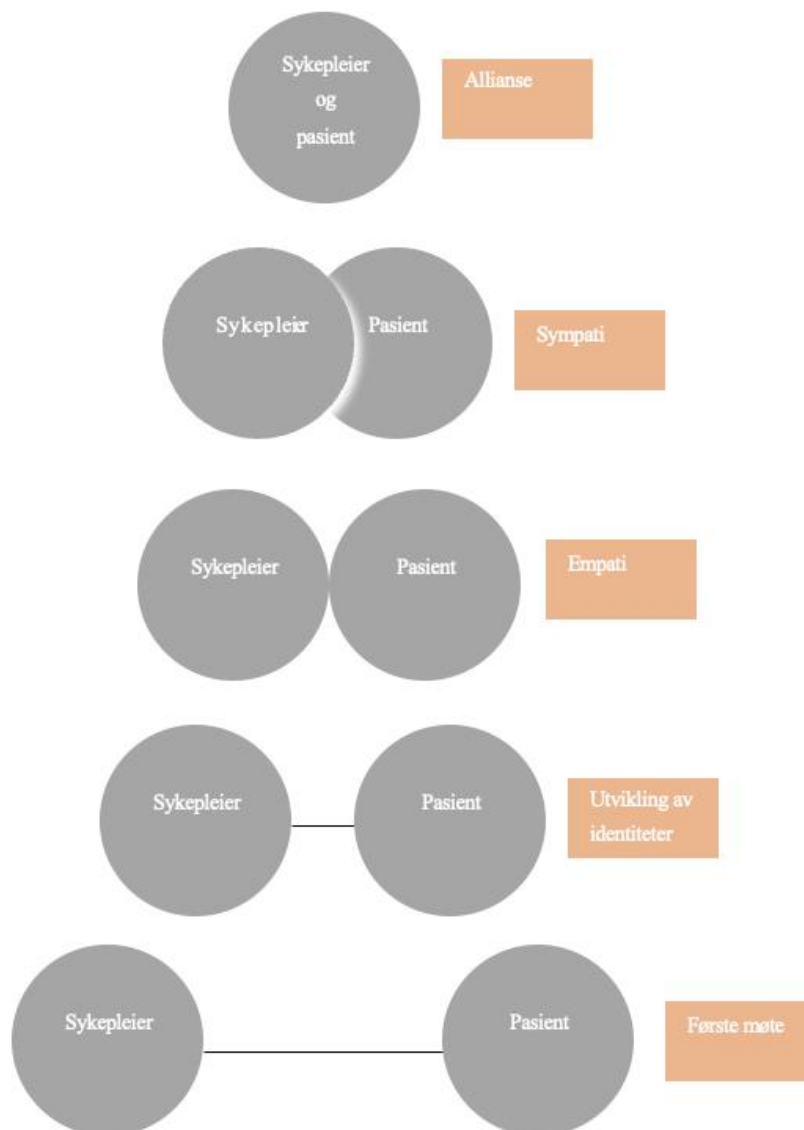 Sykepleier
og
pasient
Allianse
Sykepleier
Pasient
Sympati
Sykepleier
Pasient
Empati
Sykepleier
Pasient
Utvikling av
identiteter
Sykepleier
Pasient
Første møte